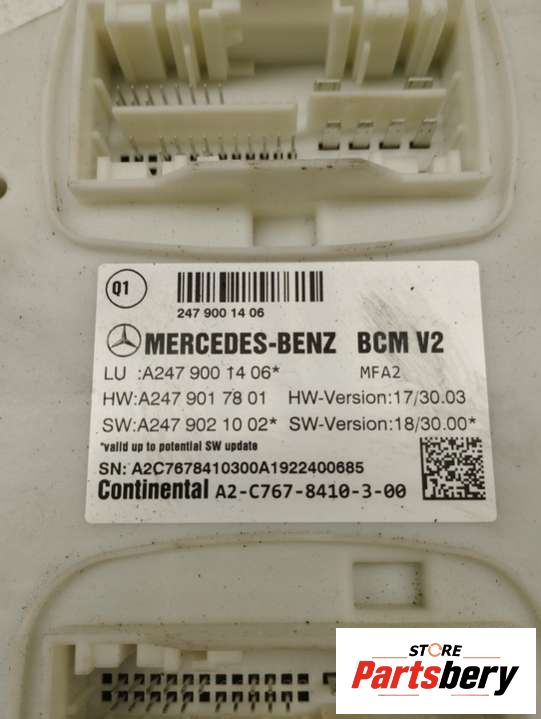 Q1
247 900 14 06
MERCEDES-BENZ BCM V2
LU :A247 900 14 06* MFA2
HW:A247 901 78 01 HW-Version:17/30.03
SW:A247 902 10 02* SW-Version:18/30.00*
*valid up to potential SW update
SN: A2C7678410300A1922400685
Continental A2-C767-8410-3-00
STORE
Partsbery